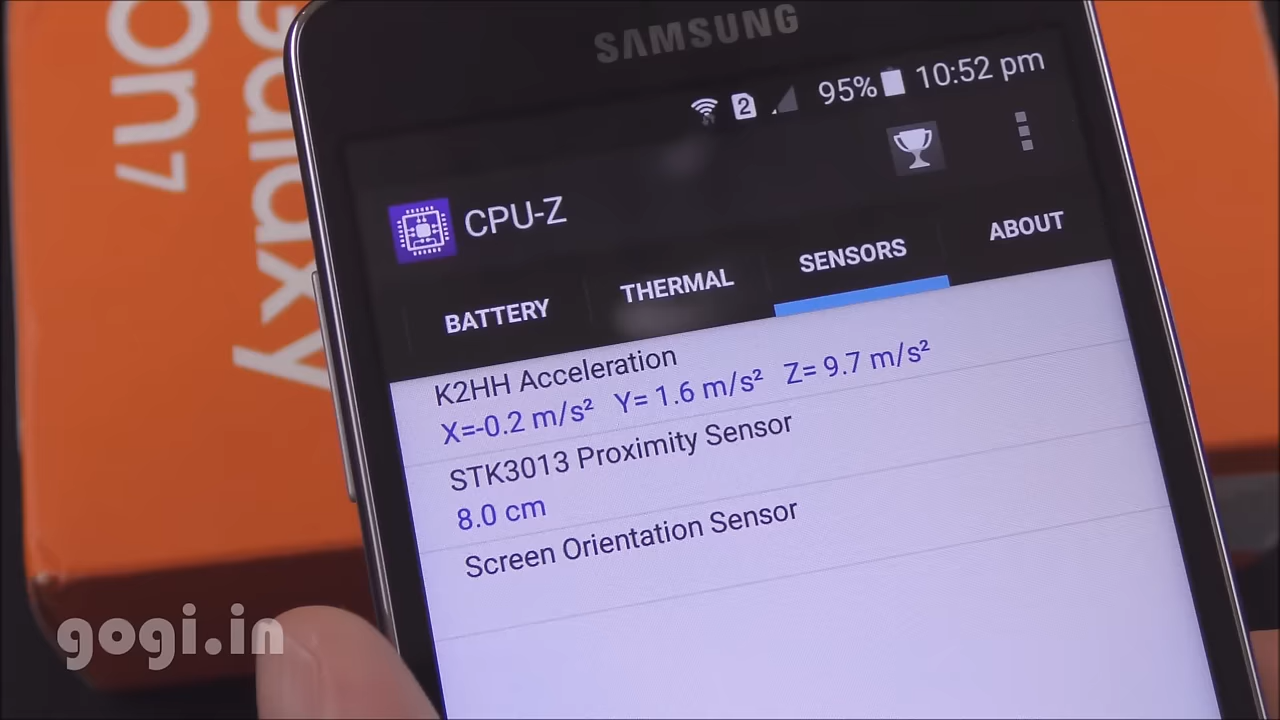 galaxy
On7
SAMSUNG
2 95% 10:52 pm
CPU-Z
BATTERY THERMAL SENSORS ABOUT
K2HH Acceleration
X=-0.2 m/s² Y= 1.6 m/s² Z= 9.7 m/s²
STK3013 Proximity Sensor
8.0 cm
Screen Orientation Sensor
gogi.in